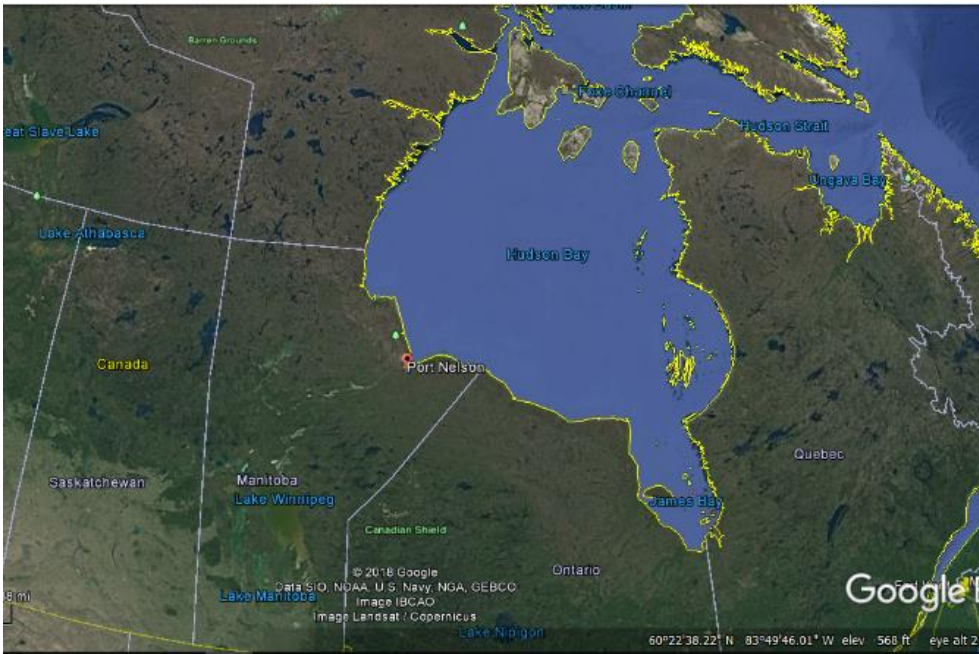 Barren Grounds
Foxe Channel
eat Slave Lake
Hudson Strait
Ungava Bay
Lake Athabasca
Hudson Bay
Canada
Port Nelson
Quebec
Saskatchewan
Manitoba
Lake Winnipeg
James Bay
Canadian Shield
Ontario
© 2018 Google
Data SIO, NOAA, U.S. Navy, NGA, GEBCO
Image IBCAO
Image Landsat / Copernicus
Lake Manitoba
Google
Lake Nipigon
60°22'38.22" N 83°49'46.01" W elev 568 ft eye alt 2